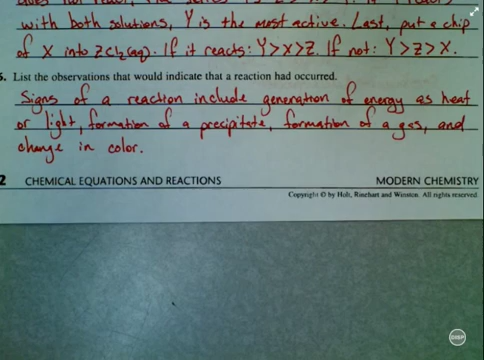 with both solutions, Y is the most active. Last, put a chip
of X into ZCl₂(aq). If it reacts: Y>X>Z. If not: Y>Z>X.
5. List the observations that would indicate that a reaction had occurred.
Signs of a reaction include generation of energy as heat
or light, formation of a precipitate, formation of a gas, and
change in color.
2 CHEMICAL EQUATIONS AND REACTIONS MODERN CHEMISTRY
Copyright © by Holt, Rinehart and Winston. All rights reserved.